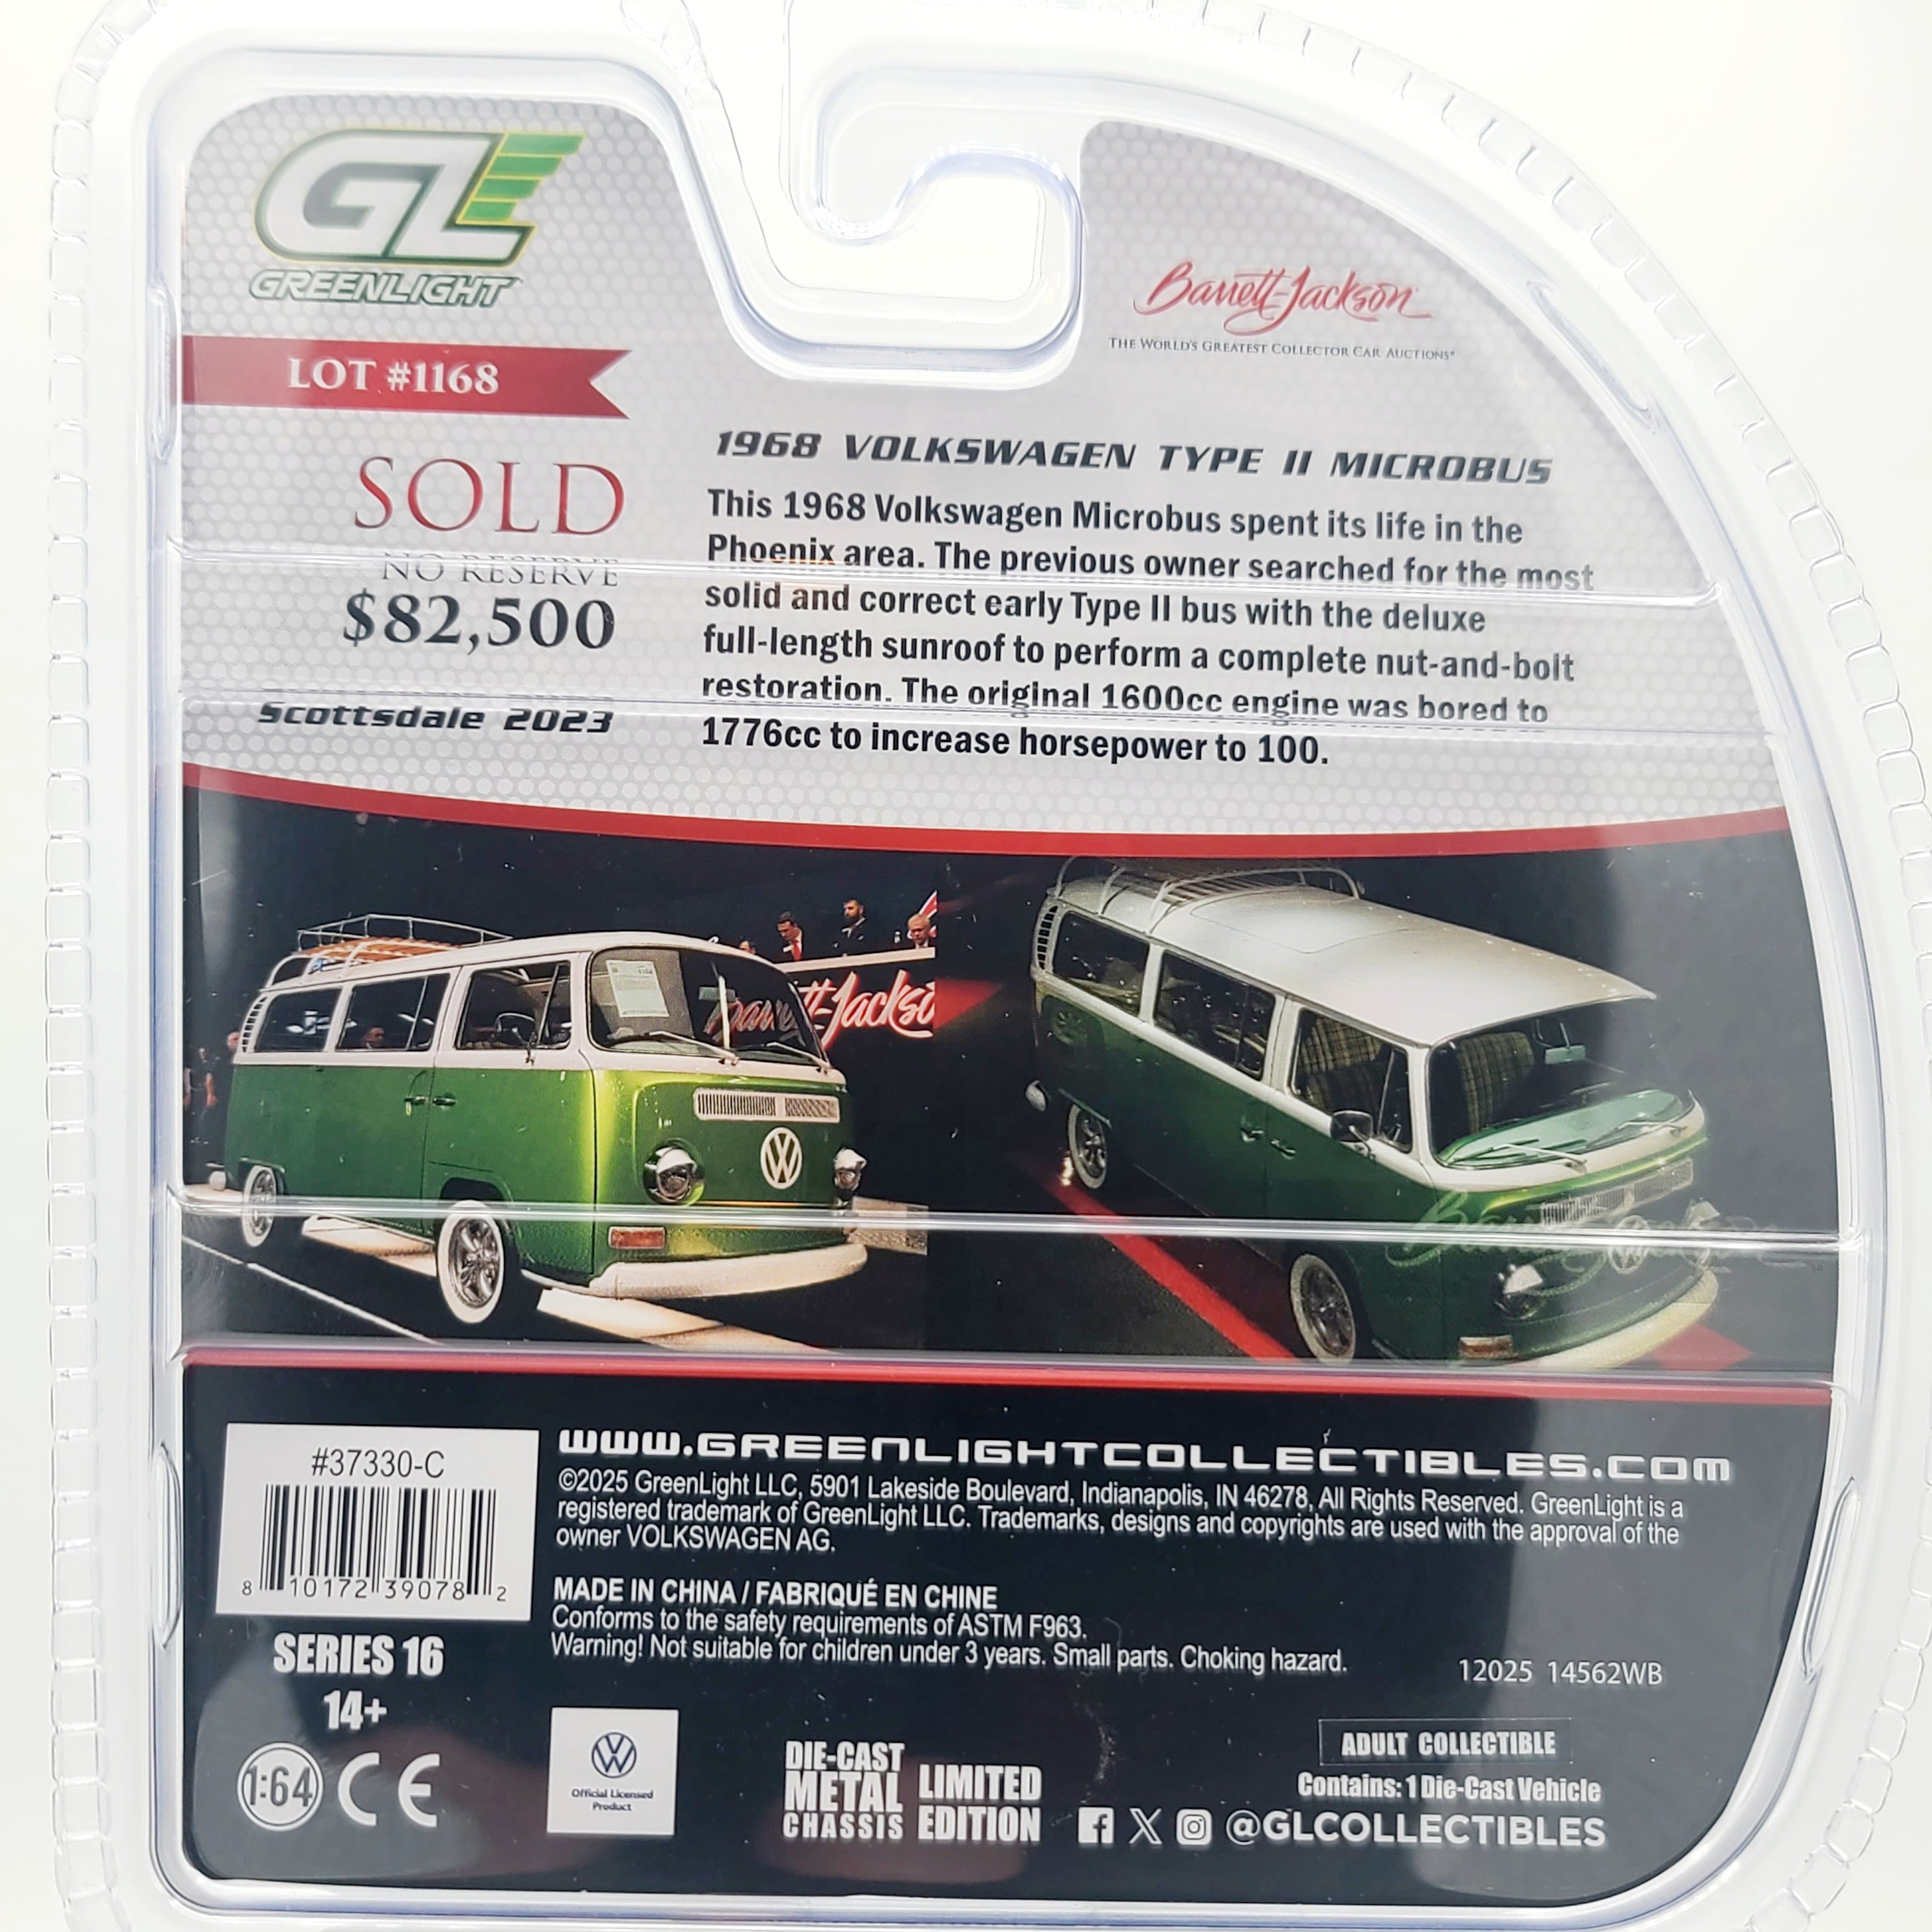 GL
GREENLIGHT
Barrett-Jackson
THE WORLD'S GREATEST COLLECTOR CAR AUCTIONS®
LOT #1168
SOLD
NO RESERVE
$82,500
Scottsdale 2023
1968 VOLKSWAGEN TYPE II MICROBUS
This 1968 Volkswagen Microbus spent its life in the
Phoenix area. The previous owner searched for the most
solid and correct early Type II bus with the deluxe
full-length sunroof to perform a complete nut-and-bolt
restoration. The original 1600cc engine was bored to
1776cc to increase horsepower to 100.
#37330-C
8 10172 39078 2
SERIES 16
14+
1:64 CE
WWW.GREENLIGHTCOLLECTIBLES.COM
©2025 GreenLight LLC, 5901 Lakeside Boulevard, Indianapolis, IN 46278, All Rights Reserved. GreenLight is a
registered trademark of GreenLight LLC. Trademarks, designs and copyrights are used with the approval of the
owner VOLKSWAGEN AG.
MADE IN CHINA / FABRIQUÉ EN CHINE
Conforms to the safety requirements of ASTM F963.
Warning! Not suitable for children under 3 years. Small parts. Choking hazard.
12025 14562WB
Official Licensed
Product
DIE-CAST
METAL
CHASSIS
LIMITED
EDITION
ADULT COLLECTIBLE
Contains: 1 Die-Cast Vehicle
@GLCOLLECTIBLES